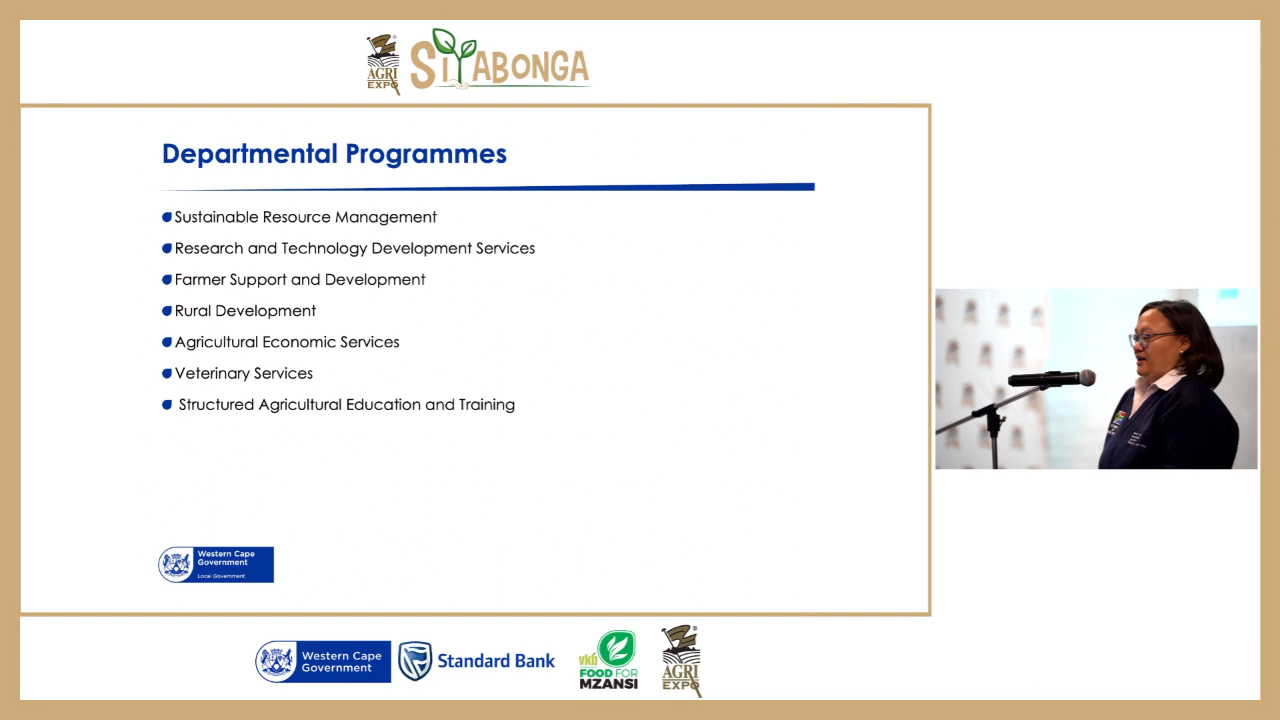 AGRI
EXPO
SIYABONGA
Departmental Programmes
Sustainable Resource Management
Research and Technology Development Services
Farmer Support and Development
Rural Development
Agricultural Economic Services
Veterinary Services
Structured Agricultural Education and Training
Western Cape
Government
Local Government
Western Cape
Government
Standard Bank
vkb
FOOD FOR
MZANSI
AGRI
EXPO